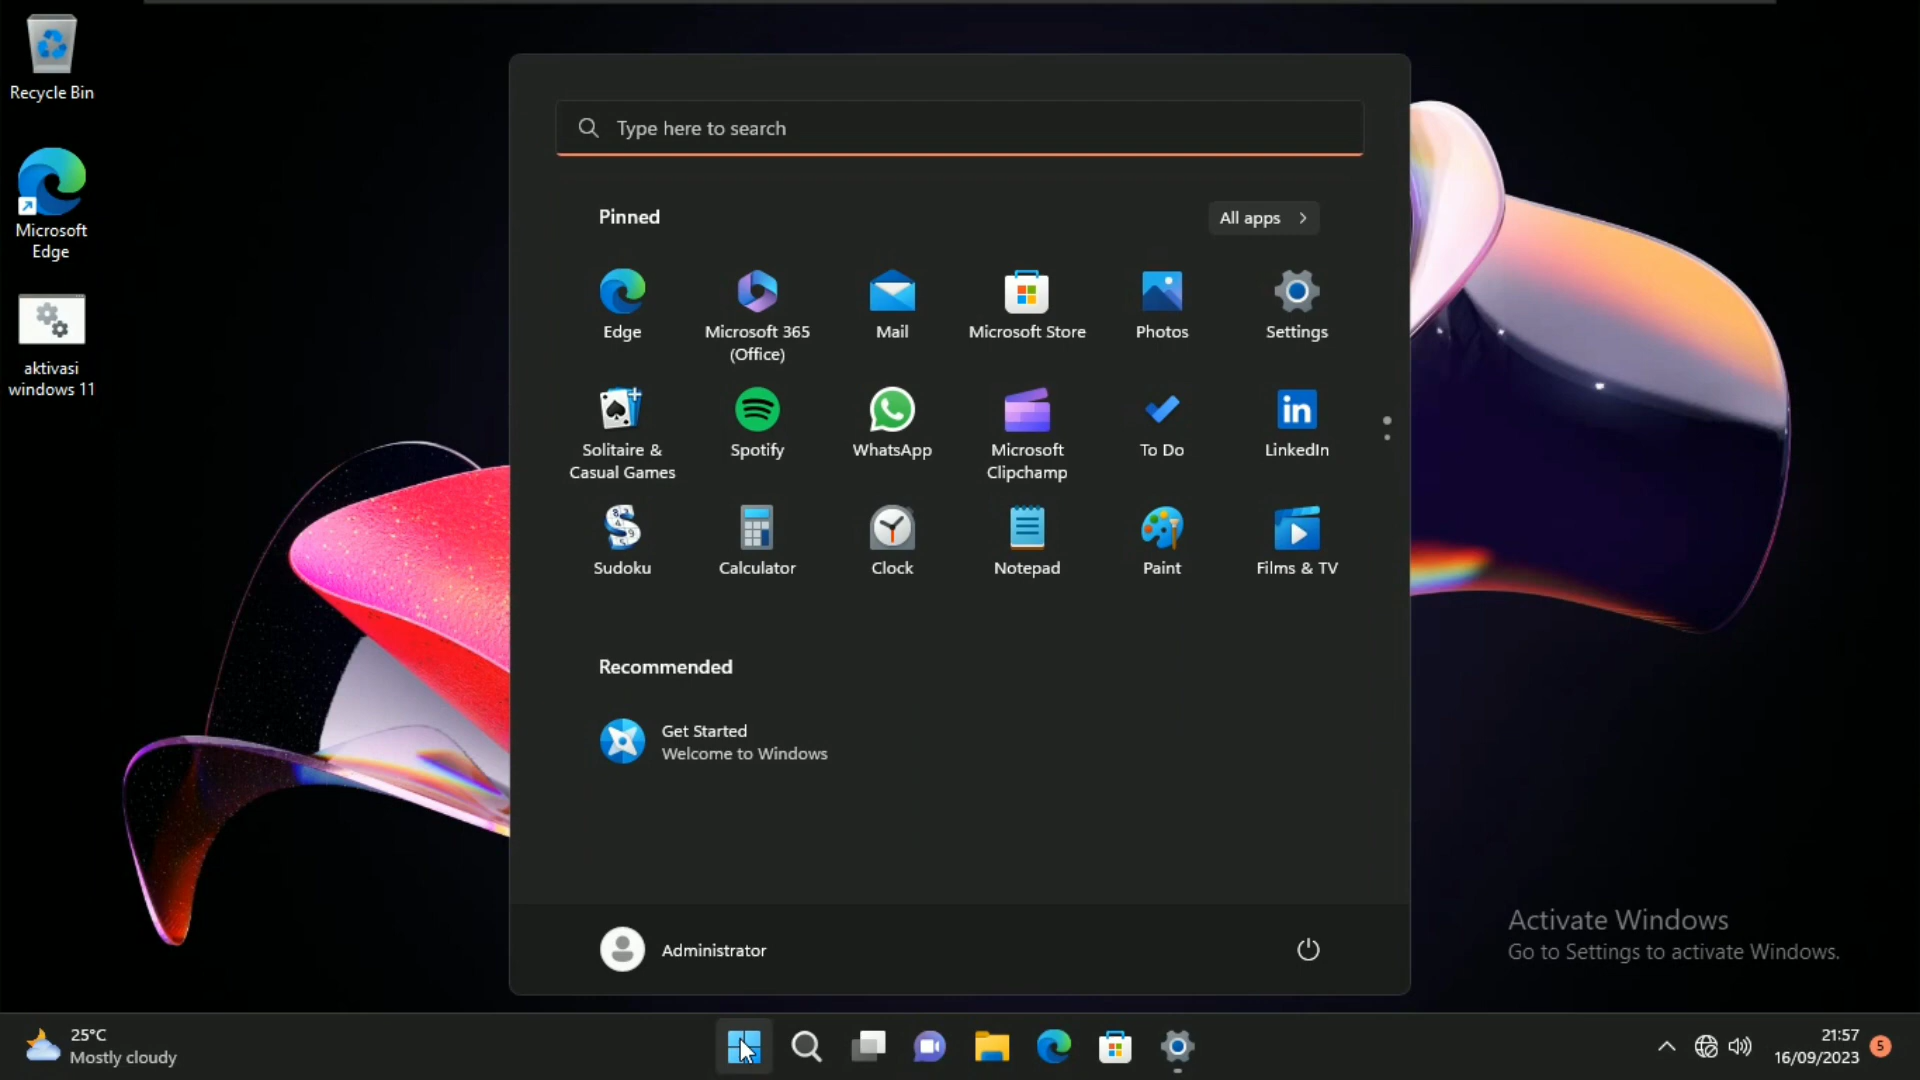 Recycle Bin
Microsoft
Edge
aktivasi
windows 11
Type here to search
Pinned
All apps
Edge
Microsoft 365
(Office)
Mail
Microsoft Store
Photos
Settings
Solitaire &
Casual Games
Spotify
WhatsApp
Microsoft
Clipchamp
To Do
LinkedIn
Sudoku
Calculator
Clock
Notepad
Paint
Films & TV
Recommended
Get Started
Welcome to Windows
Administrator
Activate Windows
Go to Settings to activate Windows.
25°C
Mostly cloudy
21:57
16/09/2023
5